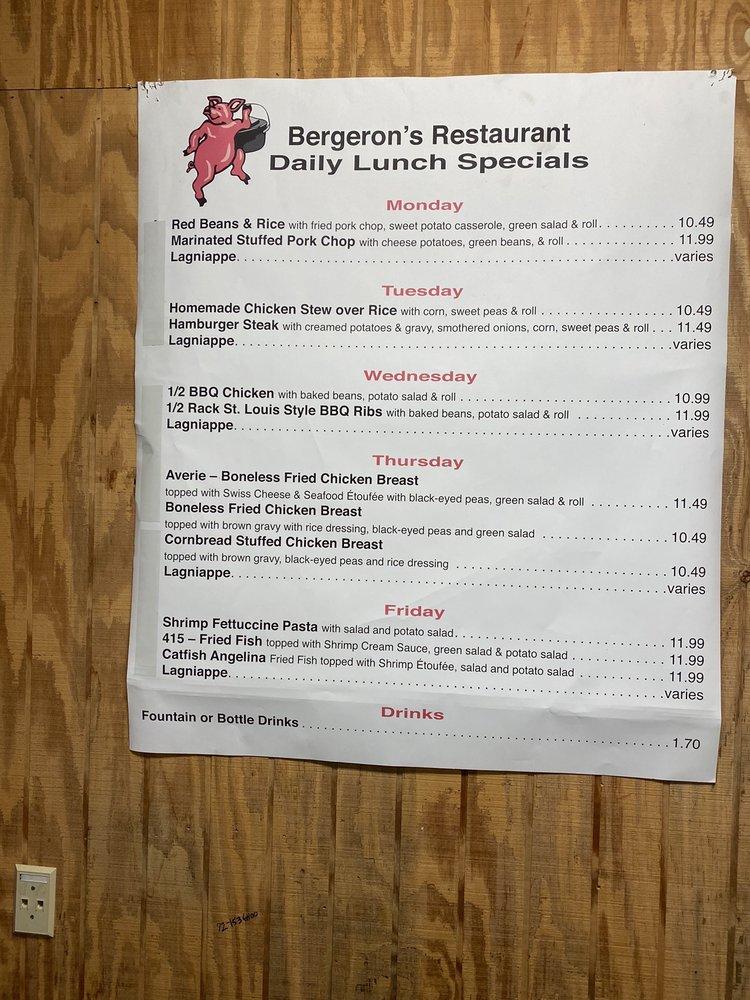 Bergeron's Restaurant
Daily Lunch Specials
Monday
Red Beans & Rice with fried pork chop, sweet potato casserole, green salad & roll. . . . . . . . . . 10.49
Marinated Stuffed Pork Chop with cheese potatoes, green beans, & roll . . . . . . . . . . . . . . 11.99
Lagniappe. . . . . . . . . . . . . . . . . . . . varies
Tuesday
Homemade Chicken Stew over Rice with corn, sweet peas & roll . . . . . . . . . . . . . . . . . 10.49
Hamburger Steak with creamed potatoes & gravy, smothered onions, corn, sweet peas & roll . . . 11.49
Lagniappe. . . . . . . . . . . . . . . . . . . . varies
Wednesday
1/2 BBQ Chicken with baked beans, potato salad & roll . . . . . . . . . . . . . . . . . . . . 10.99
1/2 Rack St. Louis Style BBQ Ribs with baked beans, potato salad & roll . . . . . . . . . . . . 11.99
Lagniappe. . . . . . . . . . . . . . . . . . . . varies
Thursday
Averie – Boneless Fried Chicken Breast
topped with Swiss Cheese & Seafood Étoufée with black-eyed peas, green salad & roll . . . . . . . . . . 11.49
Boneless Fried Chicken Breast
topped with brown gravy with rice dressing, black-eyed peas and green salad . . . . . . . . . . . . . . . . 10.49
Cornbread Stuffed Chicken Breast
topped with brown gravy, black-eyed peas and rice dressing . . . . . . . . . . . . . . . . . . . . 10.49
Lagniappe. . . . . . . . . . . . . . . . . . . . varies
Friday
Shrimp Fettuccine Pasta with salad and potato salad. . . . . . . . . . . . . . . . . . . . 11.99
415 – Fried Fish topped with Shrimp Cream Sauce, green salad & potato salad . . . . . . . . . . . . 11.99
Catfish Angelina Fried Fish topped with Shrimp Étoufée, salad and potato salad . . . . . . . . . . . 11.99
Lagniappe. . . . . . . . . . . . . . . . . . . . varies
Drinks
Fountain or Bottle Drinks . . . . . . . . . . . . . . . . . . . . 1.70